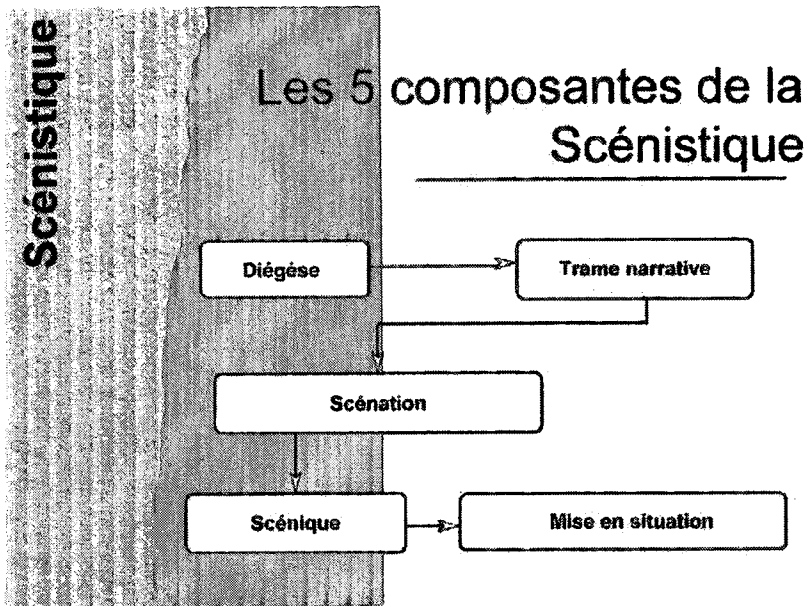 Scénistique
Les 5 composantes de la
Scénistique
Diégèse
Trame narrative
Scénation
Scénique
Mise en situation